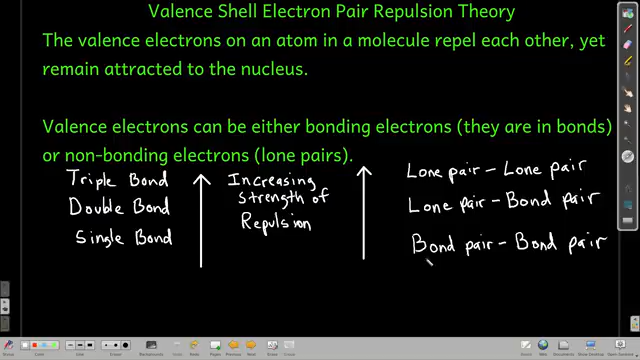 Valence Shell Electron Pair Repulsion Theory
The valence electrons on an atom in a molecule repel each other, yet
remain attracted to the nucleus.
Valence electrons can be either bonding electrons (they are in bonds)
or non-bonding electrons (lone pairs).
Triple Bond
Double Bond
Single Bond
Increasing
strength of
Repulsion
Lone pair - Lone pair
Lone pair - Bond pair
Bond pair - Bond pair